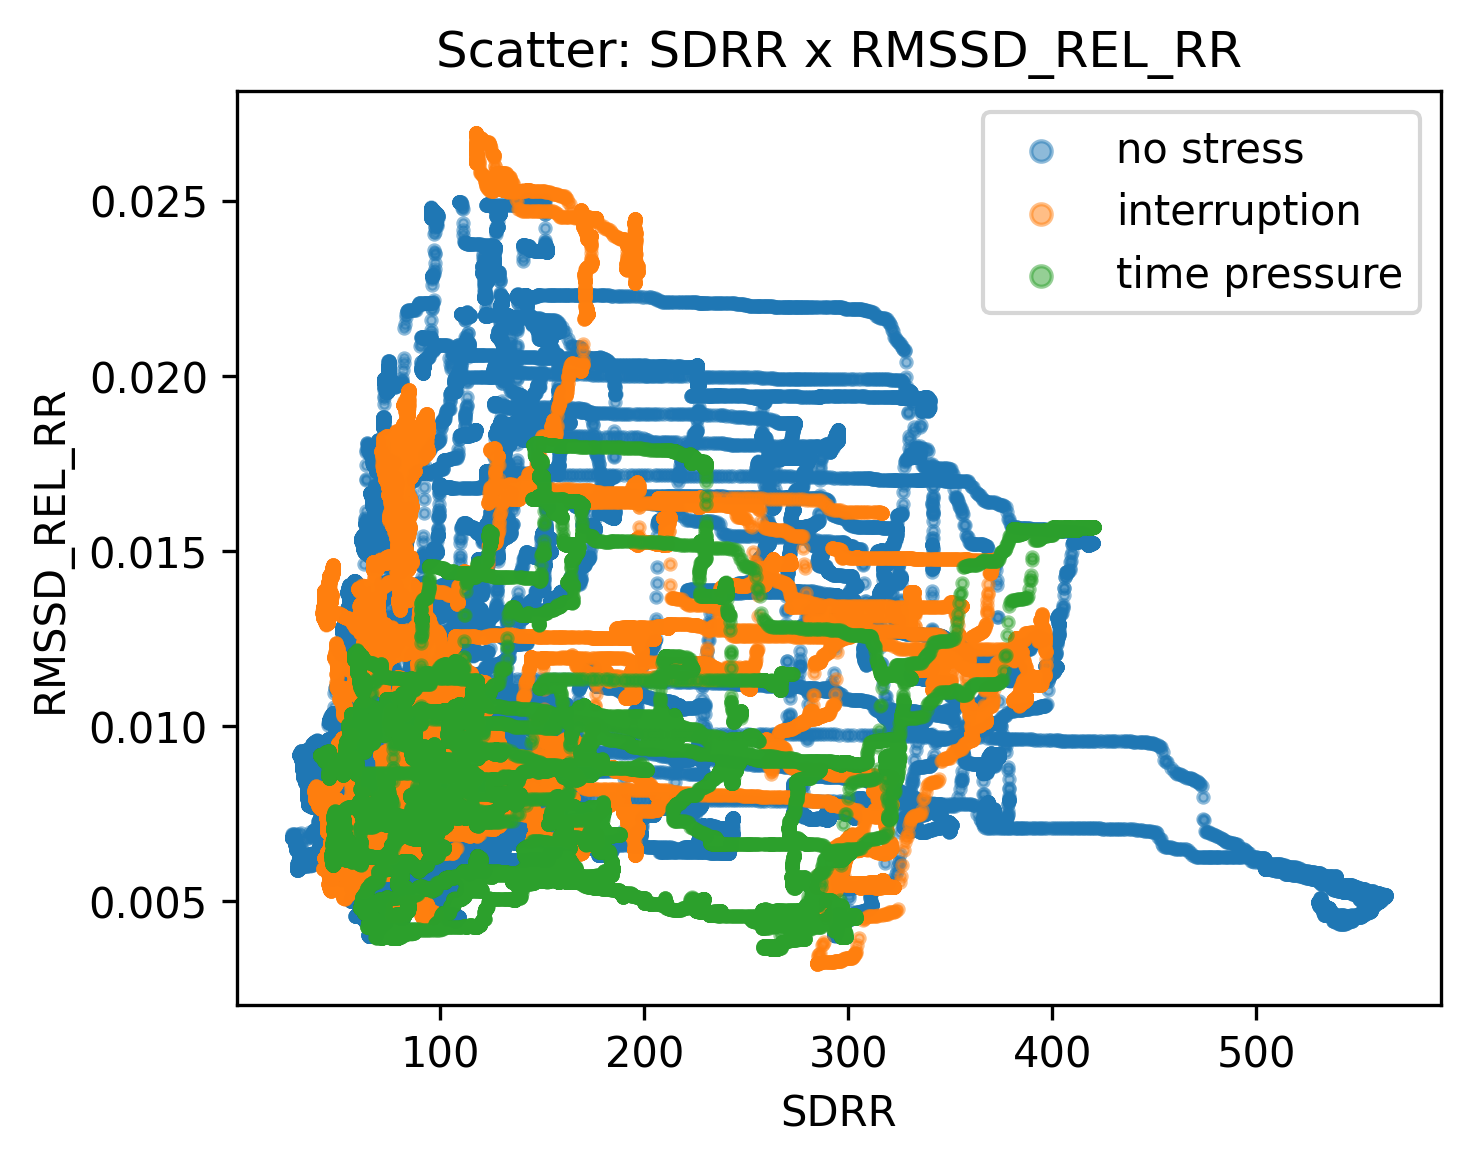 Scatter: SDRR x RMSSD_REL_RR
no stress
interruption
time pressure
RMSSD_REL_RR
0.025
0.020
0.015
0.010
0.005
100 200 300 400 500
SDRR